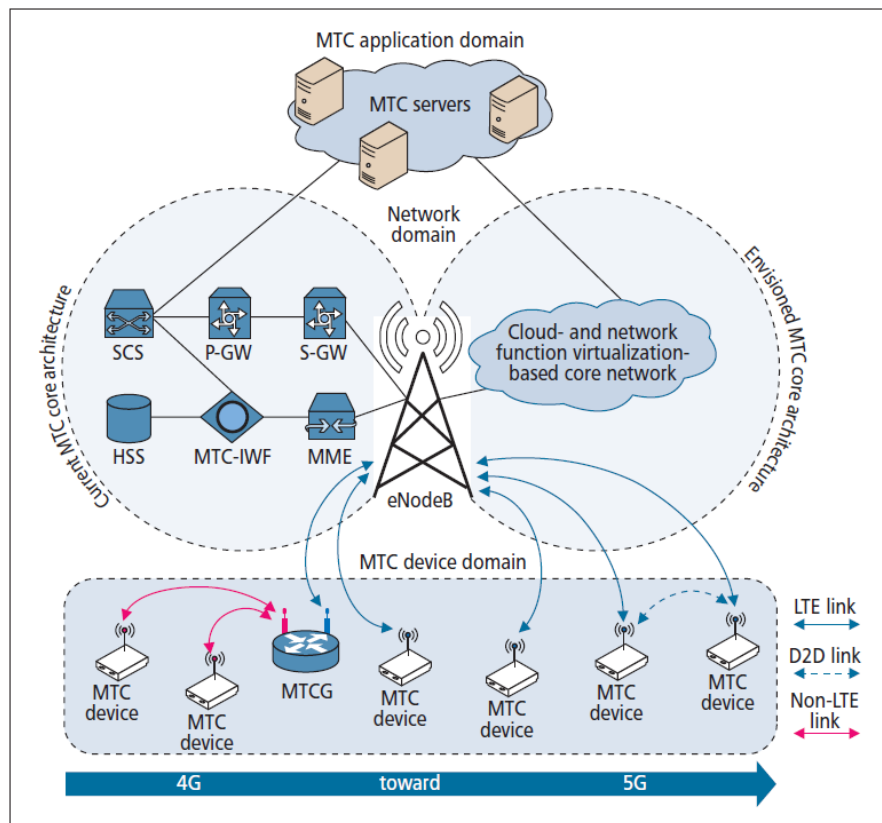 MTC application domain
MTC servers
Network
domain
Current MTC core architecture
Envisioned MTC core architecture
SCS
P-GW
S-GW
Cloud- and network
function virtualization-
based core network
HSS
MTC-IWF
MME
eNodeB
MTC device domain
MTC
device
MTC
device
MTCG
MTC
device
MTC
device
MTC
device
MTC
device
LTE link
D2D link
Non-LTE
link
4G
toward
5G